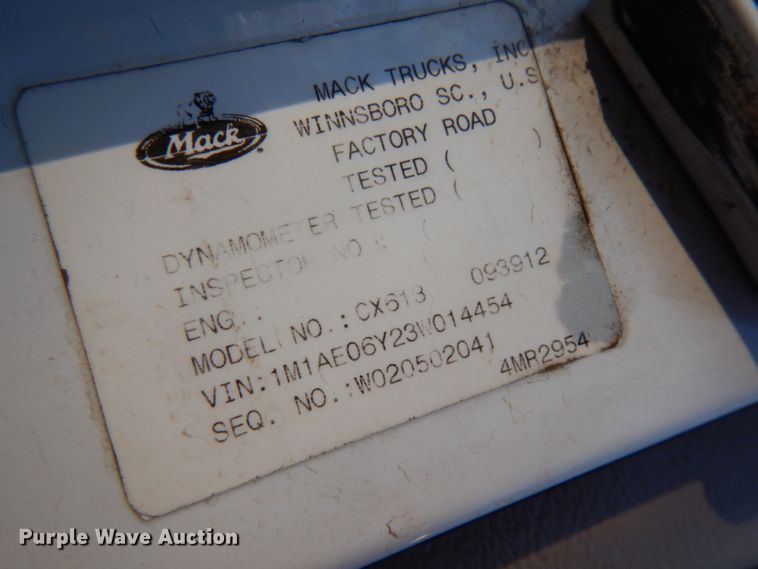 Mack
MACK TRUCKS, INC
WINNSBORO SC., U.S
FACTORY ROAD
TESTED ( )
DYNAMOMETER TESTED (
INSPECTOR NO.: (
ENG.:
MODEL NO.: CX613 093912
VIN:1M1AE06Y23W014454
SEQ. NO.:W020502041 4MR2954
Purple Wave Auction